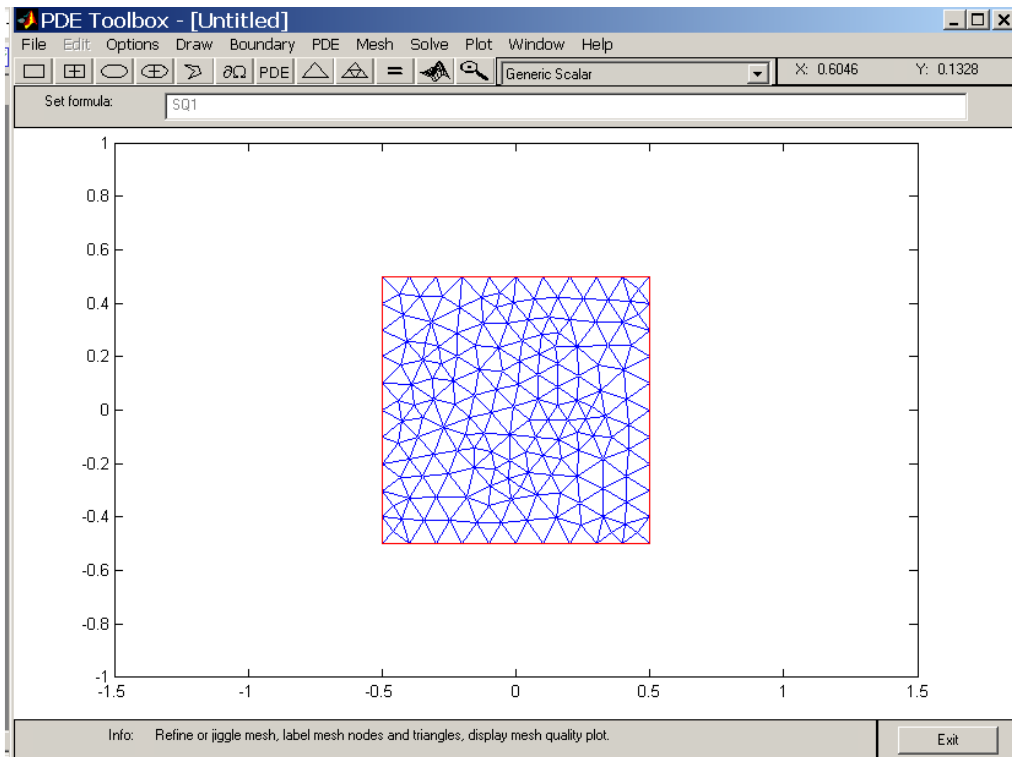 PDE Toolbox - [Untitled]
File Edit Options Draw Boundary PDE Mesh Solve Plot Window Help
∂Ω PDE = Generic Scalar X: 0.6046 Y: 0.1328
Set formula: SQ1
1
0.8
0.6
0.4
0.2
0
-0.2
-0.4
-0.6
-0.8
-1
-1.5 -1 -0.5 0 0.5 1 1.5
Info: Refine or jiggle mesh, label mesh nodes and triangles, display mesh quality plot. Exit